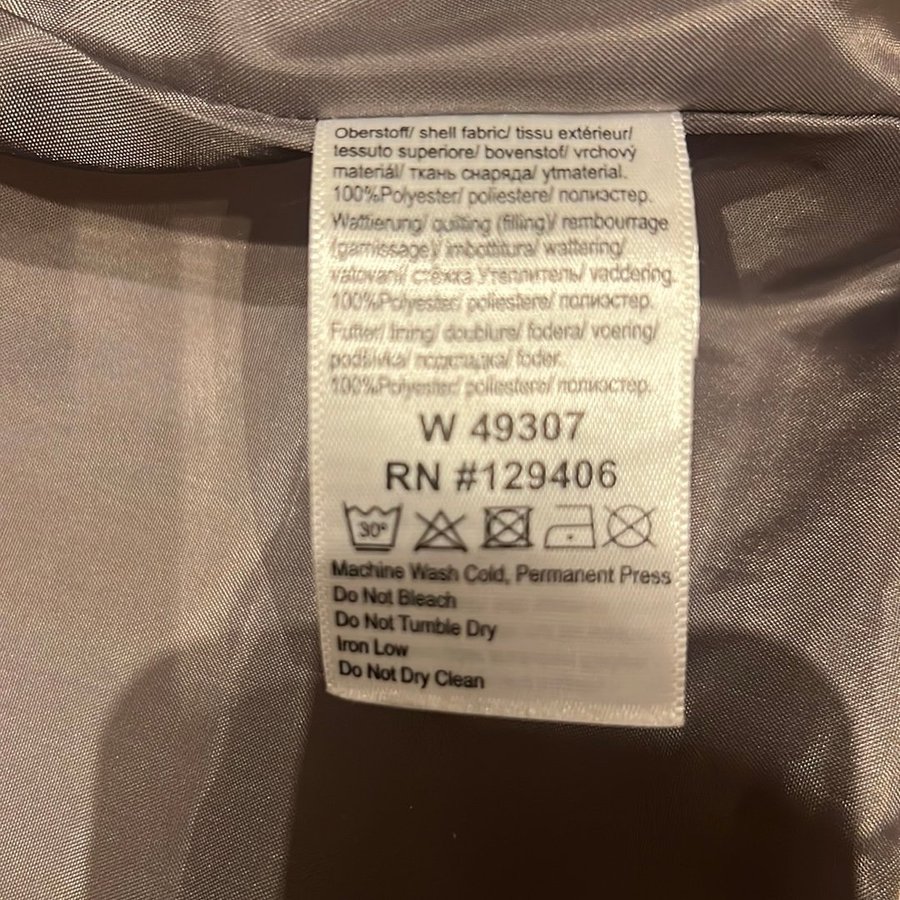 Oberstoff/ shell fabric/ tissu extérieur/
tessuto superiore/ bovenstof/ vrchový
materiál/ ткань снаряда/ ytmaterial.
100%Polyester/ poliestere/ полиэстер.
Wattierung/ quilting (filling)/ rembourrage
(garnissage)/ imbottitura/ wattering/
vatovaní/ стёжка Утеплитель/ vaddering.
100%Polyester/ poliestere/ полиэстер.
Futter/ lining/ doublure/ fodera/ voering/
podšívka/ подкладка/ foder.
100%Polyester/ poliestere/ полиэстер.
W 49307
RN #129406
30°
Machine Wash Cold, Permanent Press
Do Not Bleach
Do Not Tumble Dry
Iron Low
Do Not Dry Clean